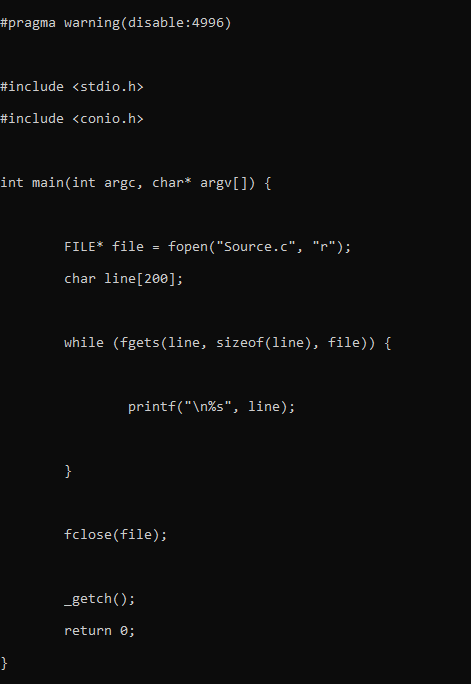 #pragma warning(disable:4996)
#include <stdio.h>
#include <conio.h>
int main(int argc, char* argv[]) {
FILE* file = fopen("Source.c", "r");
char line[200];
while (fgets(line, sizeof(line), file)) {
printf("\n%s", line);
}
fclose(file);
_getch();
return 0;
}